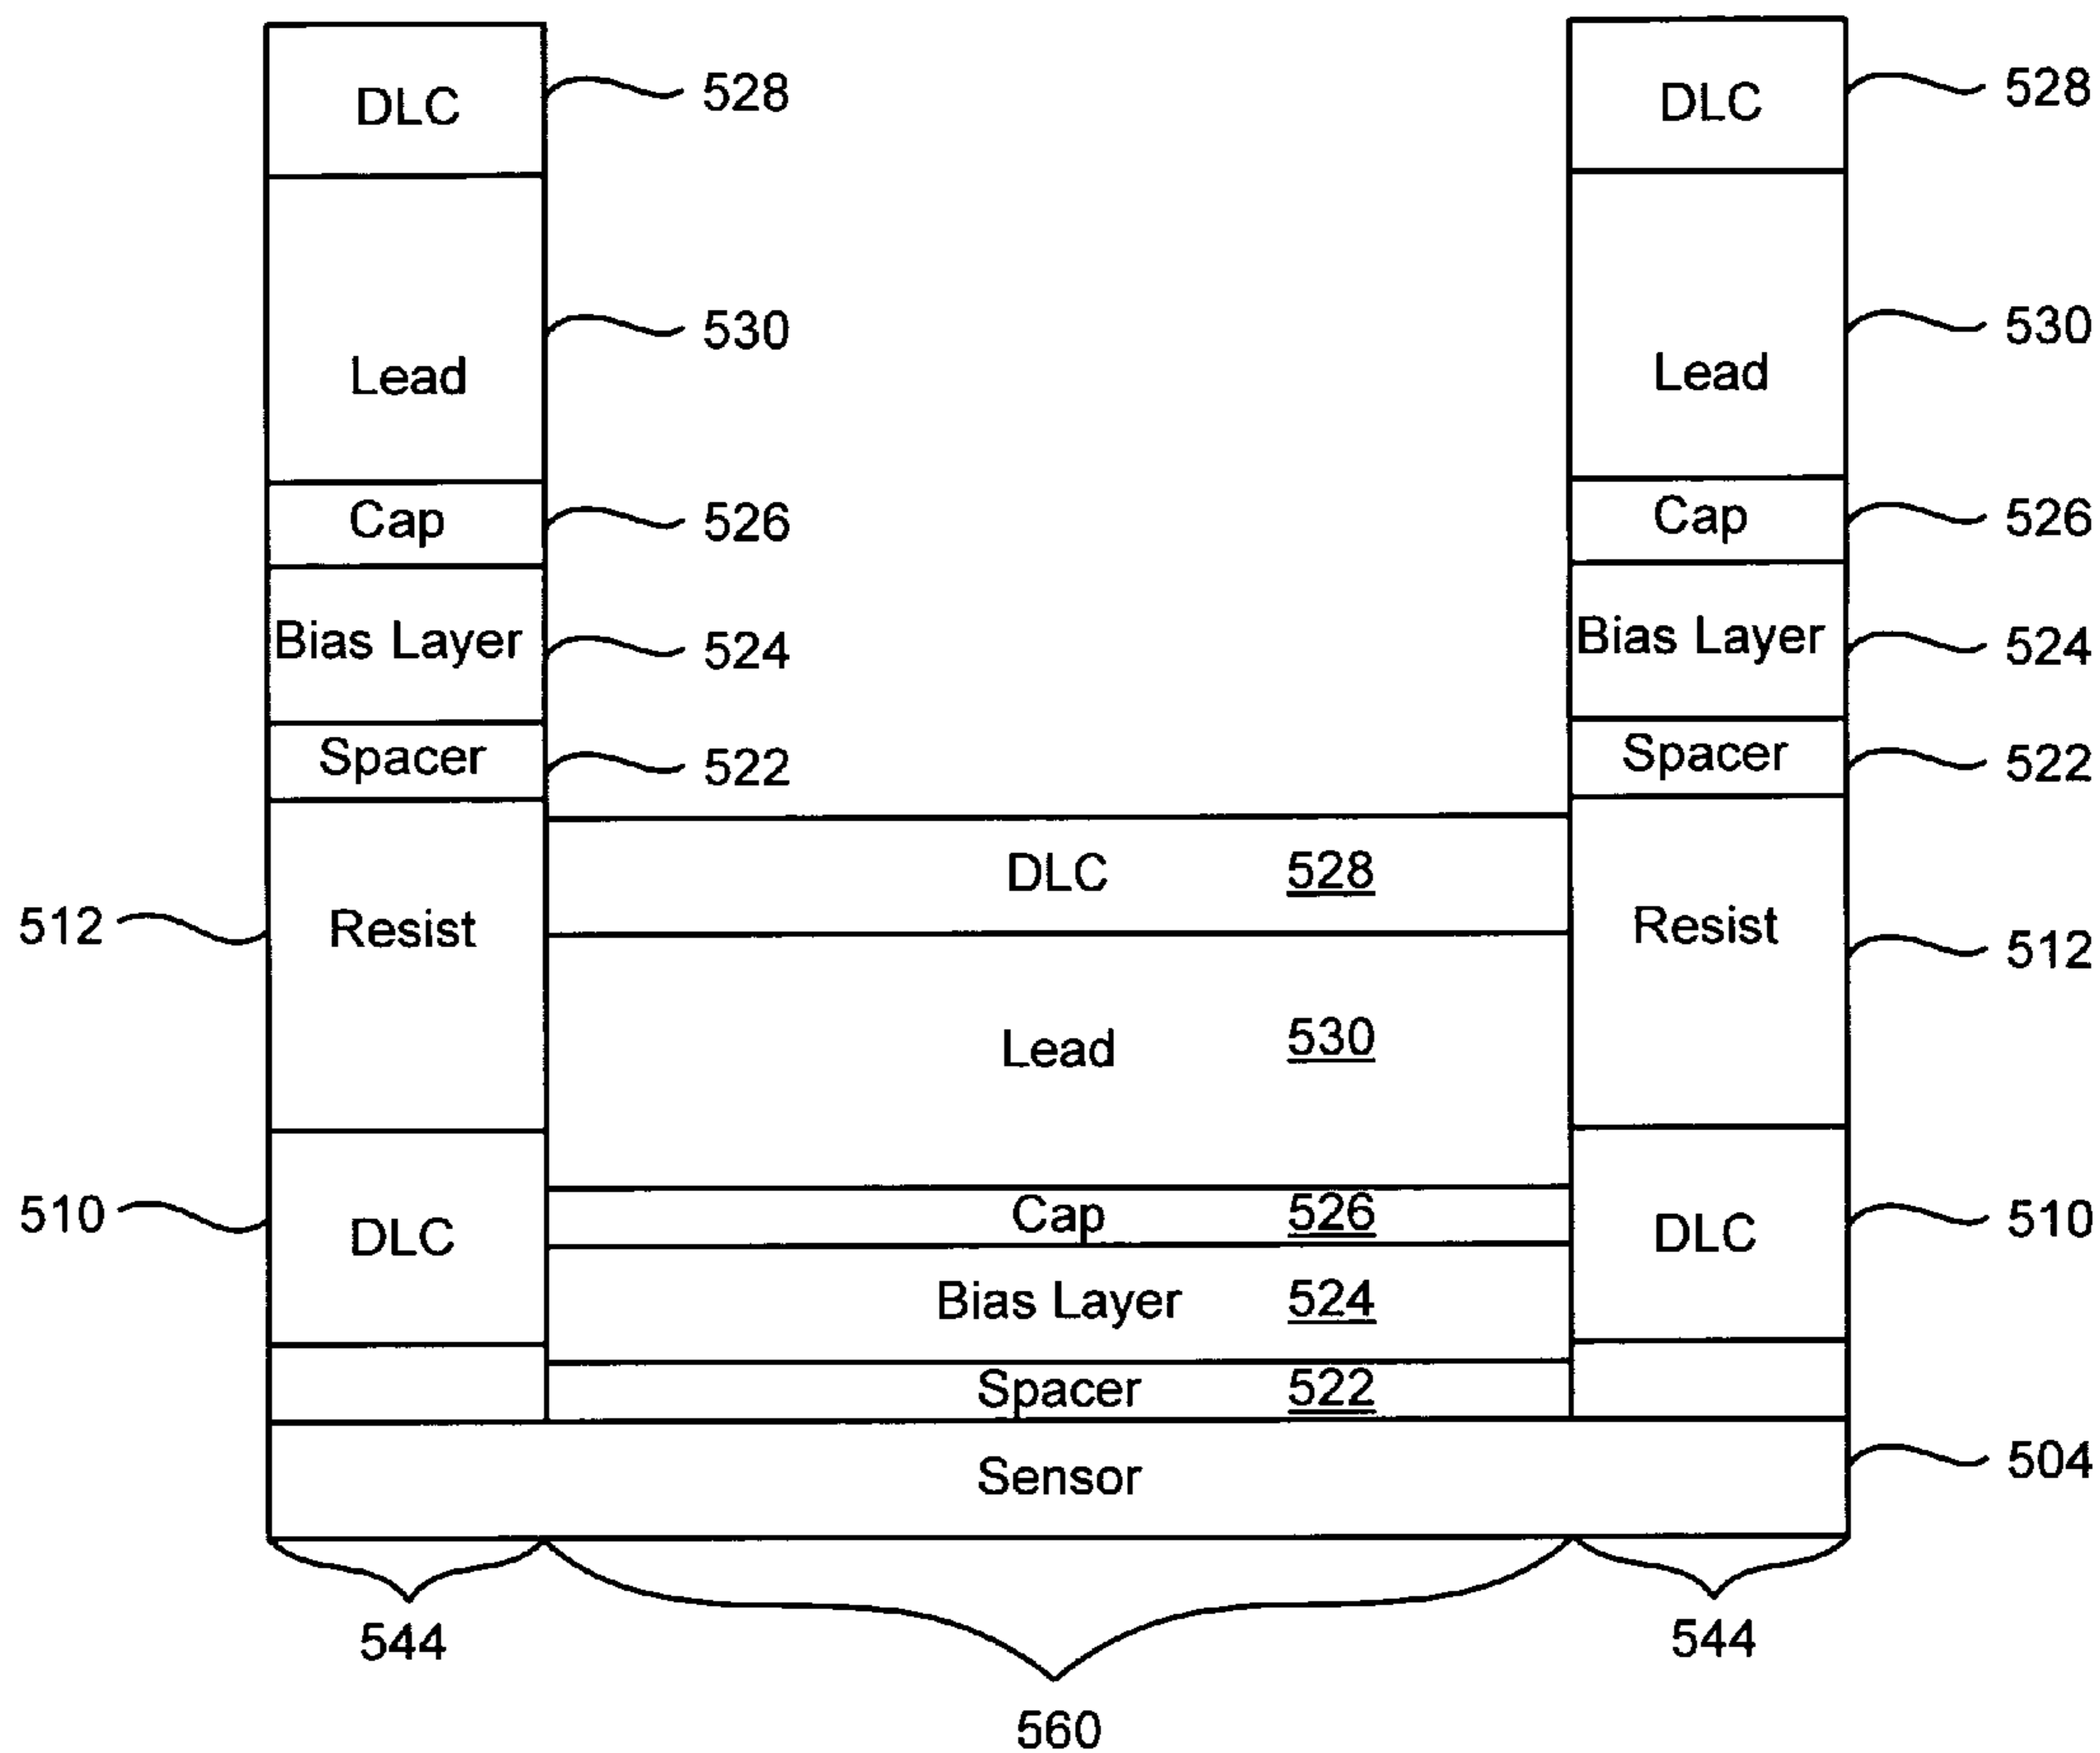 DLC 528 DLC 528
Lead 530 Lead 530
Cap 526 Cap 526
Bias Layer 524 Bias Layer 524
Spacer 522 Spacer 522
DLC 528
512 Resist Resist 512
Lead 530
510 DLC Cap 526 DLC 510
Bias Layer 524
Spacer 522
Sensor 504
544 544
560